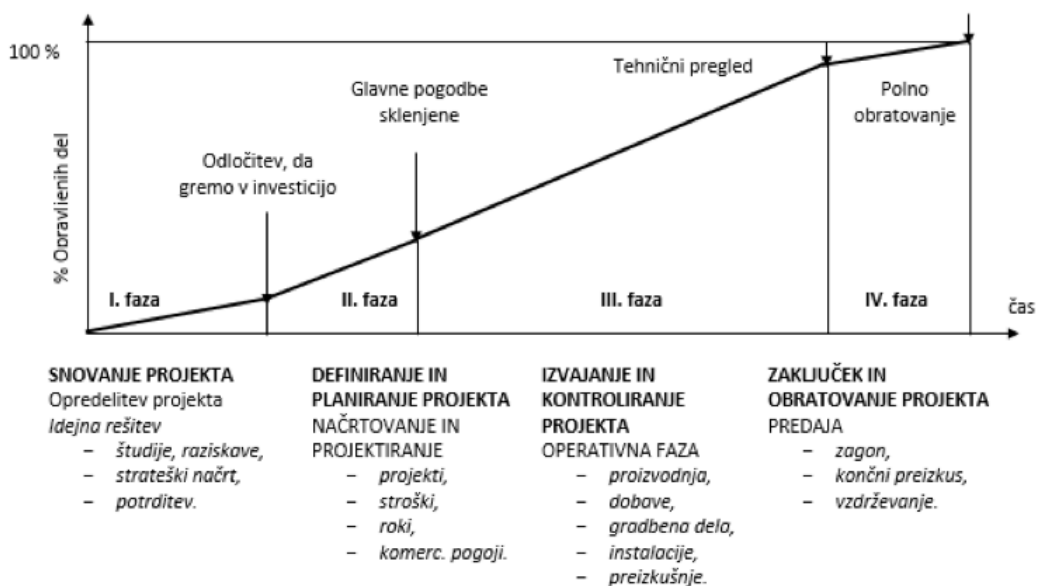 100 %
% Opravljenih del
Odločitev, da
gremo v investicijo
Glavne pogodbe
sklenjene
Tehnični pregled
Polno
obratovanje
I. faza
II. faza
III. faza
IV. faza
čas
SNOVANJE PROJEKTA
Opredelitev projekta
Idejna rešitev
– študije, raziskave,
– strateški načrt,
– potrditev.
DEFINIRANJE IN
PLANIRANJE PROJEKTA
NAČRTOVANJE IN
PROJEKTIRANJE
– projekti,
– stroški,
– roki,
– komerc. pogoji.
IZVAJANJE IN
KONTROLIRANJE
PROJEKTA
OPERATIVNA FAZA
– proizvodnja,
– dobave,
– gradbena dela,
– instalacije,
– preizkušnje.
ZAKLJUČEK IN
OBRATOVANJE PROJEKTA
PREDAJA
– zagon,
– končni preizkus,
– vzdrževanje.